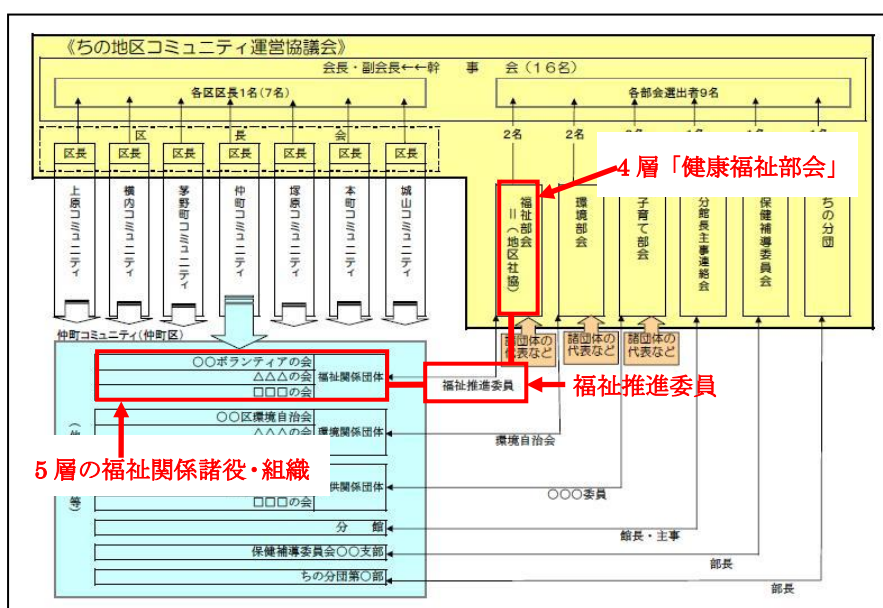 《ちの地区コミュニティ運営協議会》
会長・副会長←←幹 事 会(16名)
各区区長1名(7名)
各部会選出者9名
区 長 会
区長 区長 区長 区長 区長 区長 区長
2名 2名
4層「健康福祉部会」
上原コミュニティ
横内コミュニティ
茅野町コミュニティ
仲町コミュニティ
塚原コミュニティ
本町コミュニティ
城山コミュニティ
福祉部会
=(地区社協)
環境部会
子育て部会
分館長主事連絡会
保健補導委員会
ちの分団
諸団体の代表など
諸団体の代表など
諸団体の代表など
仲町コミュニティ(仲町区)
○○ボランティアの会
△△△の会
□□□の会
福祉関係団体
福祉推進委員
福祉推進委員
○○区環境自治会
△△△の会
環境関係団体
環境自治会
5層の福祉関係諸役・組織
供関係団体
□□□の会
等)
○○○委員
分 館
館長・主事
保健補導委員会○○支部
部長
ちの分団第○部
部長